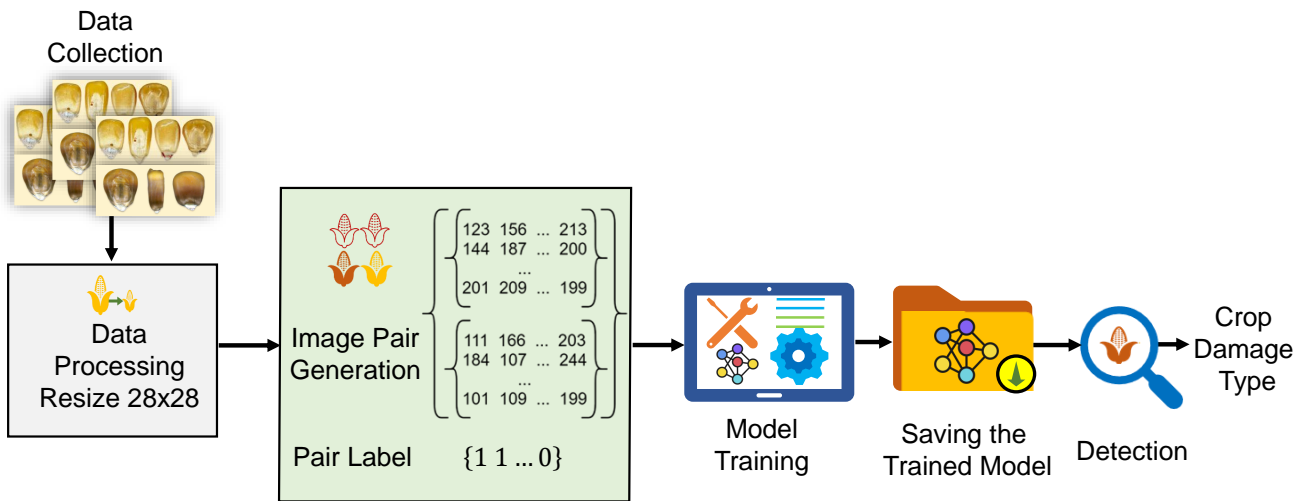 Data
Collection
Data
Processing
Resize 28x28
123 156 ... 213
144 187 ... 200
...
201 209 ... 199
Image Pair
Generation
111 166 ... 203
184 107 ... 244
...
101 109 ... 199
Pair Label {1 1 ... 0}
Model
Training
Saving the
Trained Model
Detection
Crop
Damage
Type